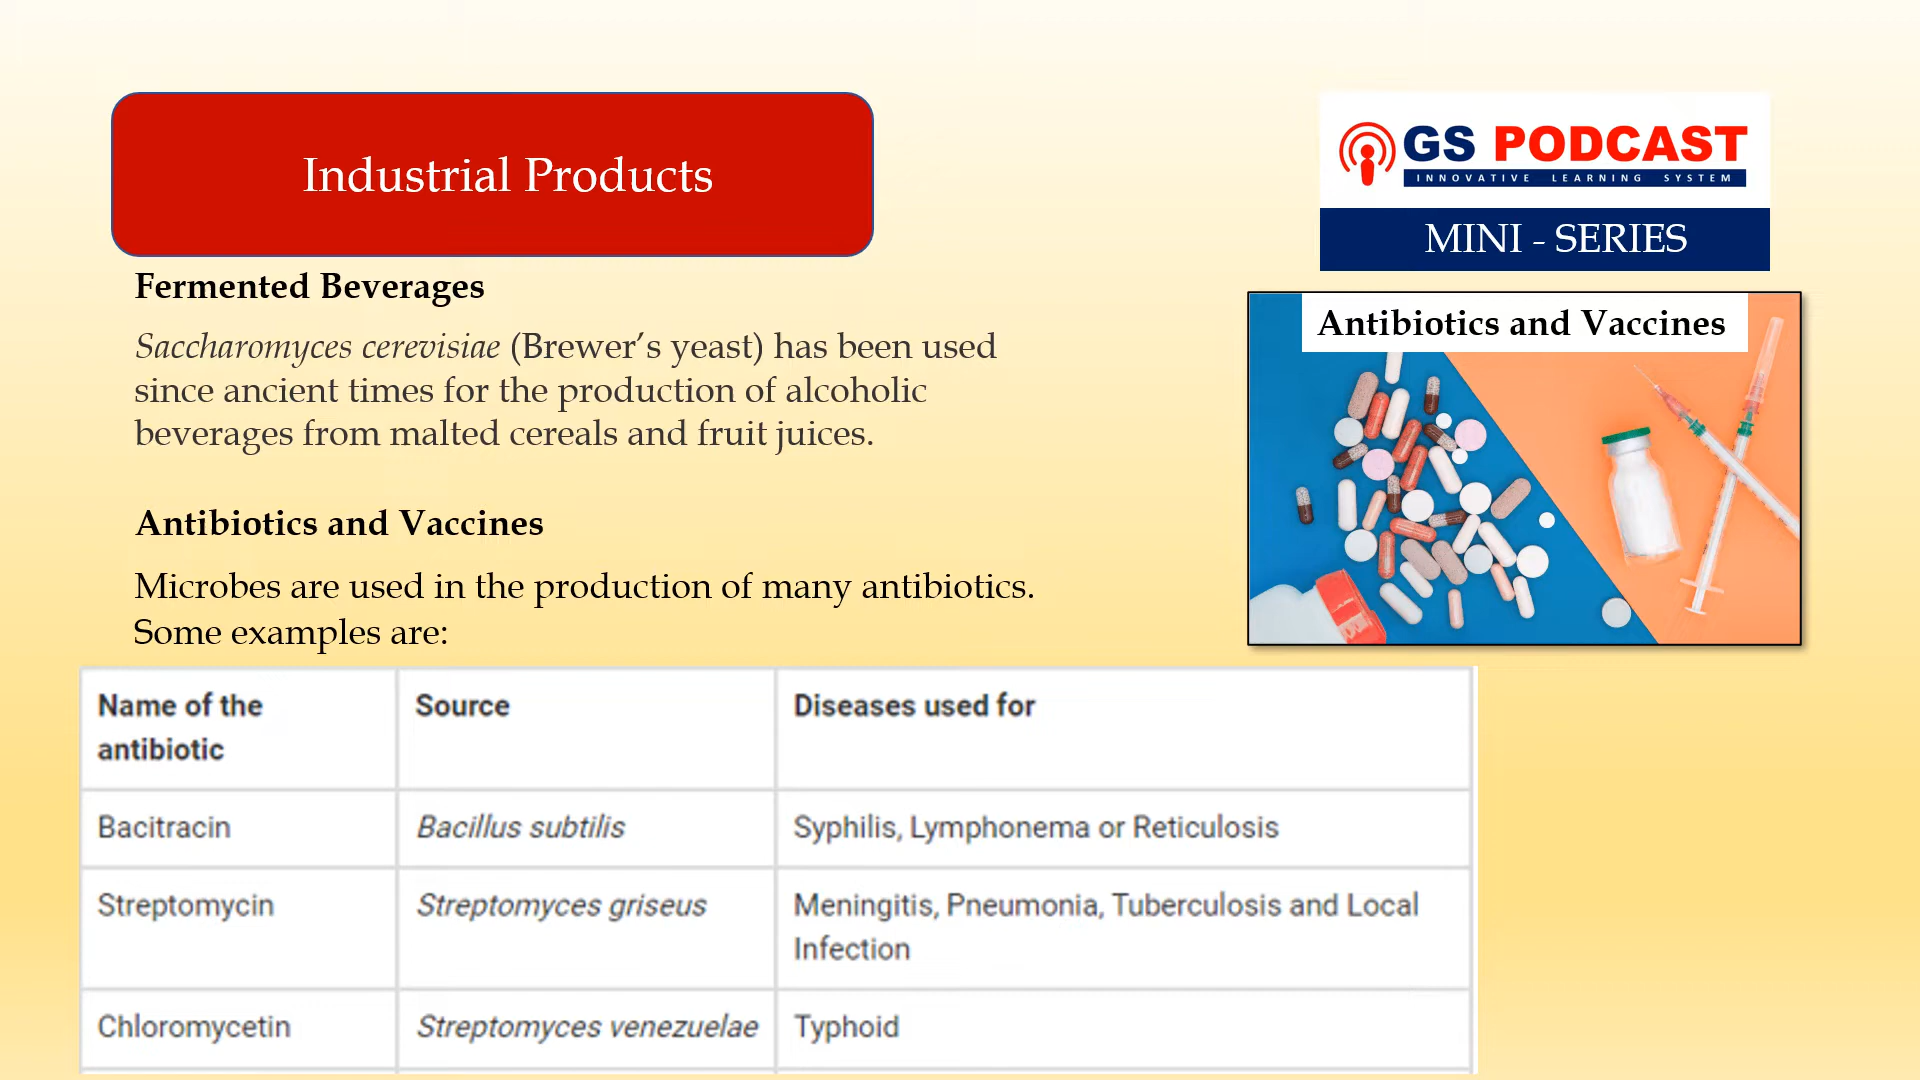 Industrial Products
GS PODCAST
INNOVATIVE LEARNING SYSTEM
MINI - SERIES
Fermented Beverages
Saccharomyces cerevisiae (Brewer’s yeast) has been used
since ancient times for the production of alcoholic
beverages from malted cereals and fruit juices.
Antibiotics and Vaccines
Antibiotics and Vaccines
Microbes are used in the production of many antibiotics.
Some examples are:
Name of the
antibiotic
Source
Diseases used for
Bacitracin
Bacillus subtilis
Syphilis, Lymphonema or Reticulosis
Streptomycin
Streptomyces griseus
Meningitis, Pneumonia, Tuberculosis and Local
Infection
Chloromycetin
Streptomyces venezuelae
Typhoid